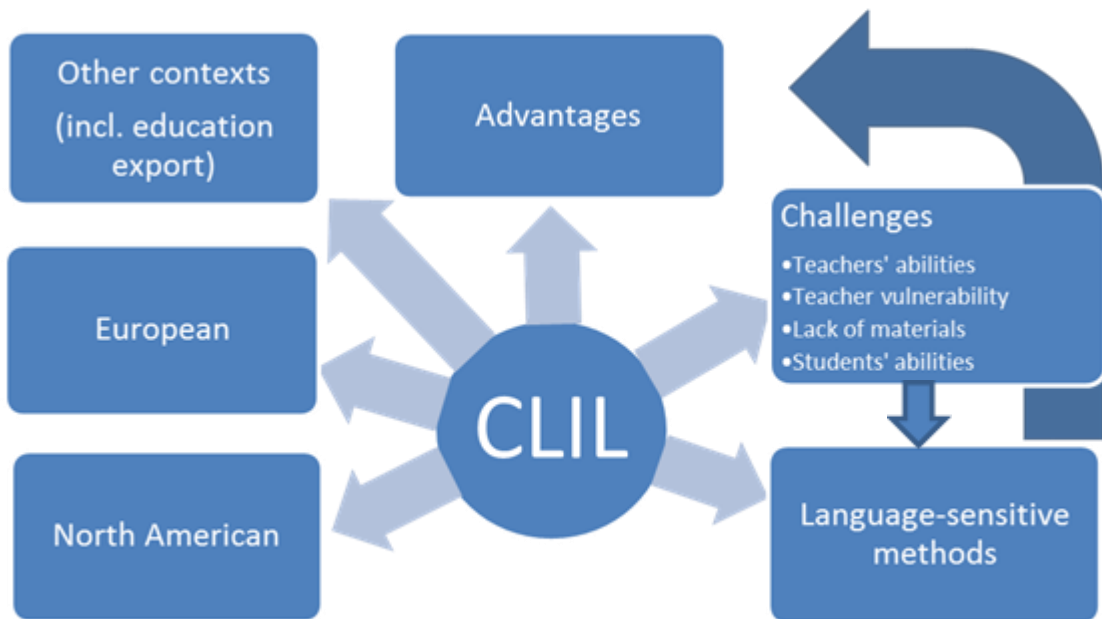 Other contexts
(incl. education
export)
Advantages
Challenges
•Teachers' abilities
•Teacher vulnerability
•Lack of materials
•Students' abilities
European
CLIL
North American
Language-sensitive
methods